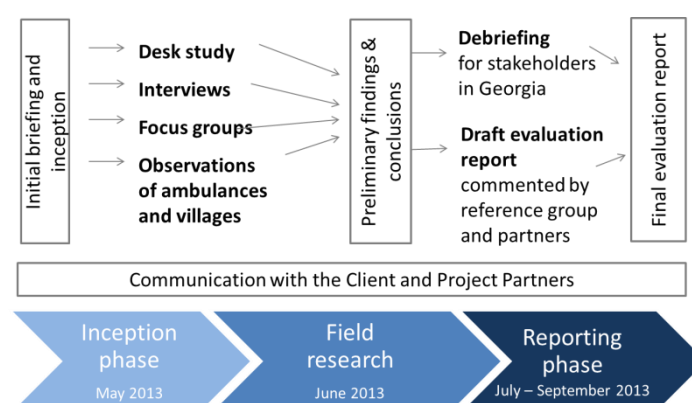 Initial briefing and
inception
Desk study
Interviews
Focus groups
Observations
of ambulances
and villages
Preliminary findings &
conclusions
Debriefing
for stakeholders
in Georgia
Draft evaluation
report
commented by
reference group
and partners
Final evaluation report
Communication with the Client and Project Partners
Inception
phase
May 2013
Field
research
June 2013
Reporting
phase
July – September 2013